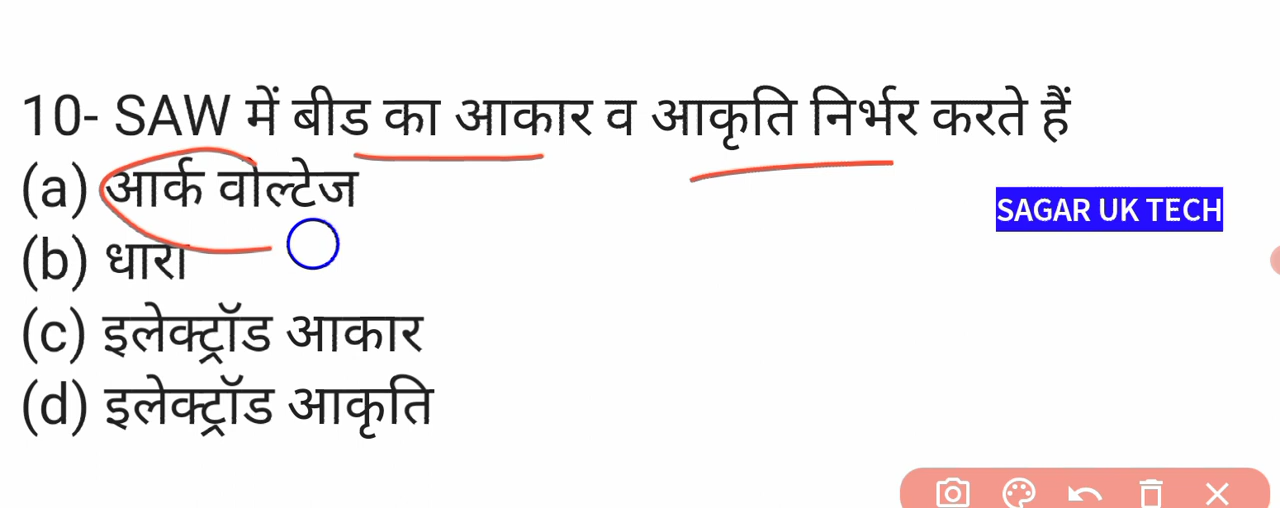 10- SAW में बीड का आकार व आकृति निर्भर करते हैं
(a) आर्क वोल्टेज
SAGAR UK TECH
(b) धारा
(c) इलेक्ट्रॉड आकार
(d) इलेक्ट्रॉड आकृति